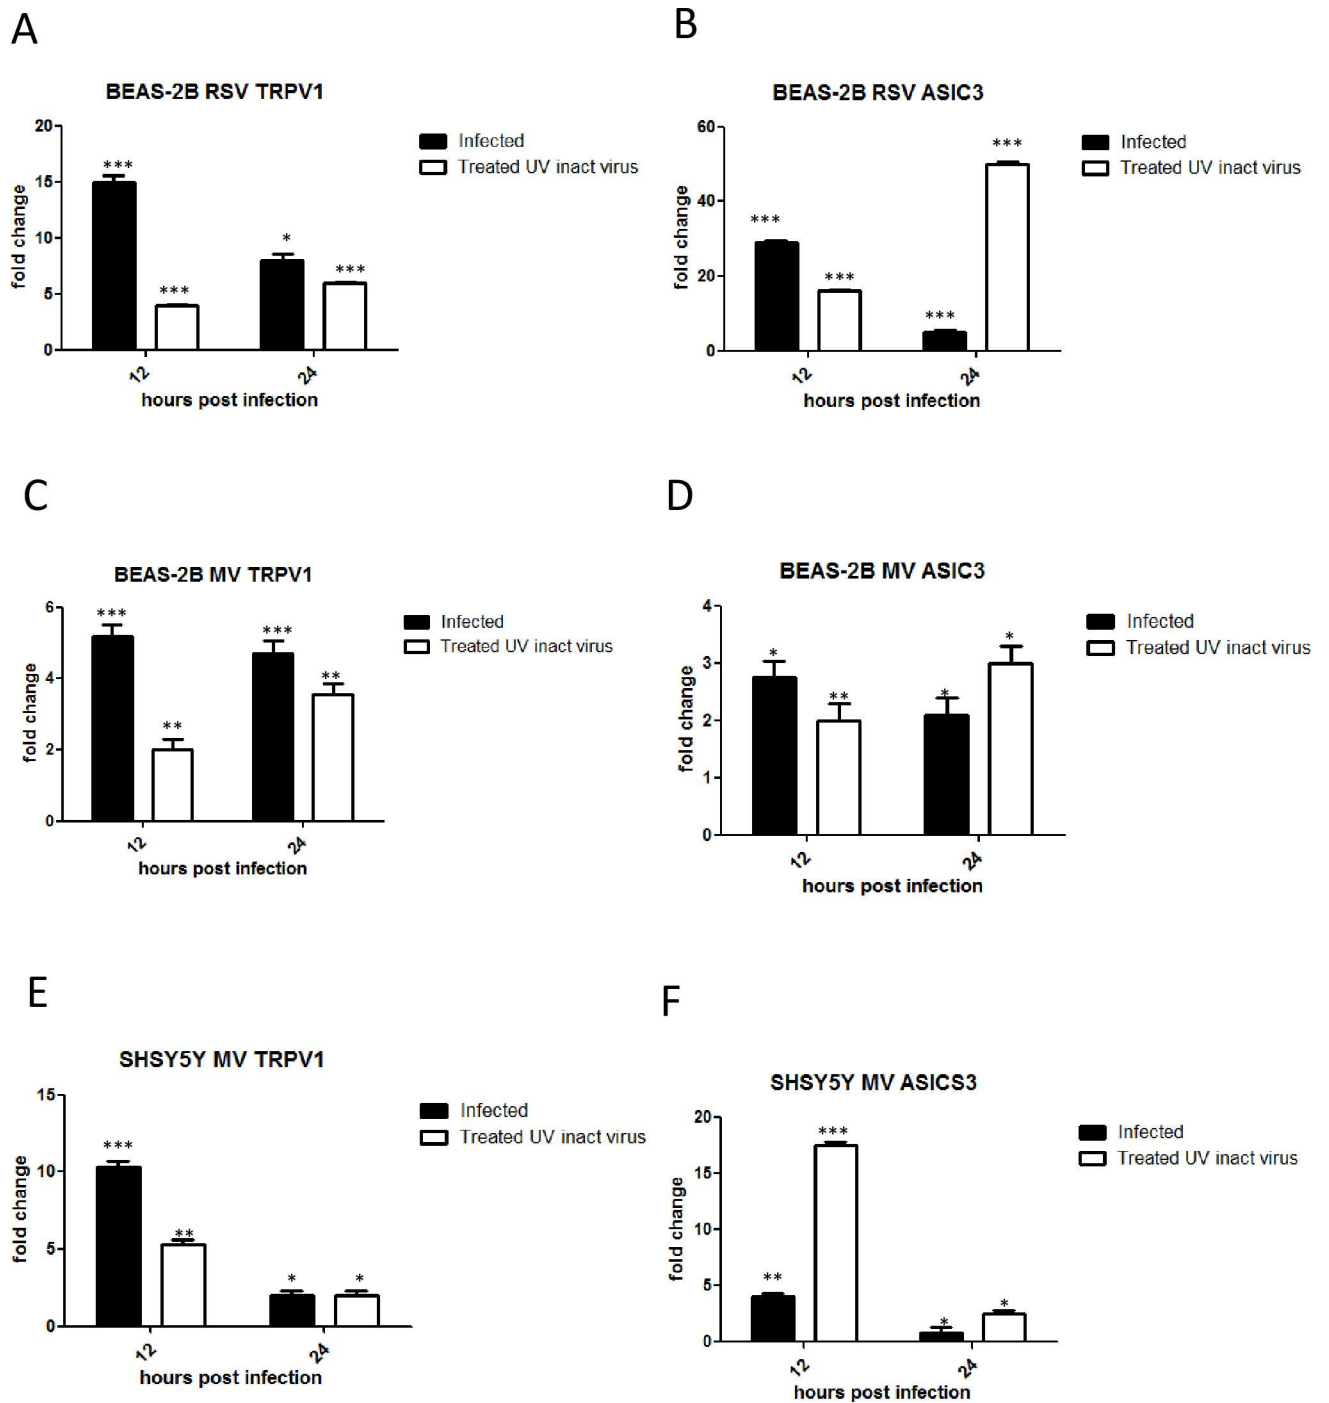 A
BEAS-2B RSV TRPV1
20
15
10
5
0
fold change
***
***
*
***
12
24
hours post infection
Infected
Treated UV inact virus
B
BEAS-2B RSV ASIC3
60
40
20
0
fold change
***
***
***
***
12
24
hours post infection
Infected
Treated UV inact virus
C
BEAS-2B MV TRPV1
6
4
2
0
fold change
***
**
***
**
12
24
hours post infection
Infected
Treated UV inact virus
D
BEAS-2B MV ASIC3
4
3
2
1
0
fold change
*
**
*
*
12
24
hours post infection
Infected
Treated UV inact virus
E
SHSY5Y MV TRPV1
15
10
5
0
fold change
***
**
*
*
12
24
hours post infection
Infected
Treated UV inact virus
F
SHSY5Y MV ASICS3
20
15
10
5
0
fold change
**
***
*
*
12
24
hours post infection
Infected
Treated UV inact virus